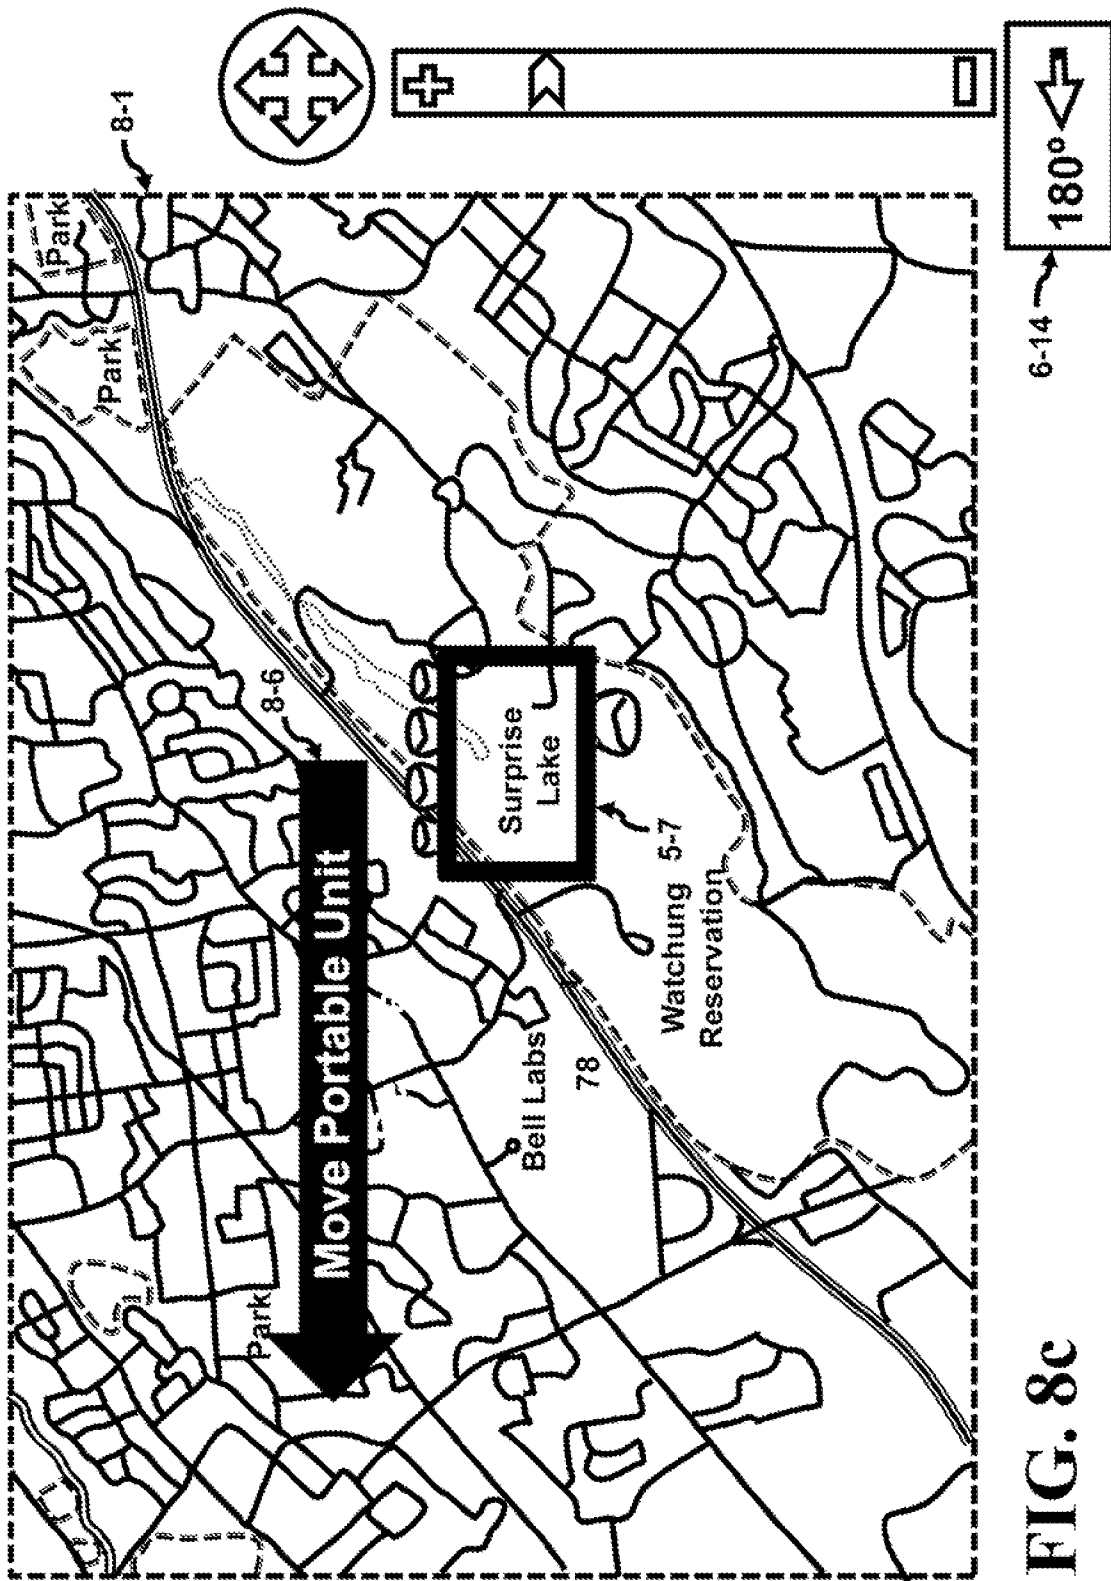 Park
Park
8-1
8-6
Move Portable Unit
Park
Surprise
Lake
5-7
Bell Labs
78
Watchung
Reservation
6-14
180°
FIG. 8c